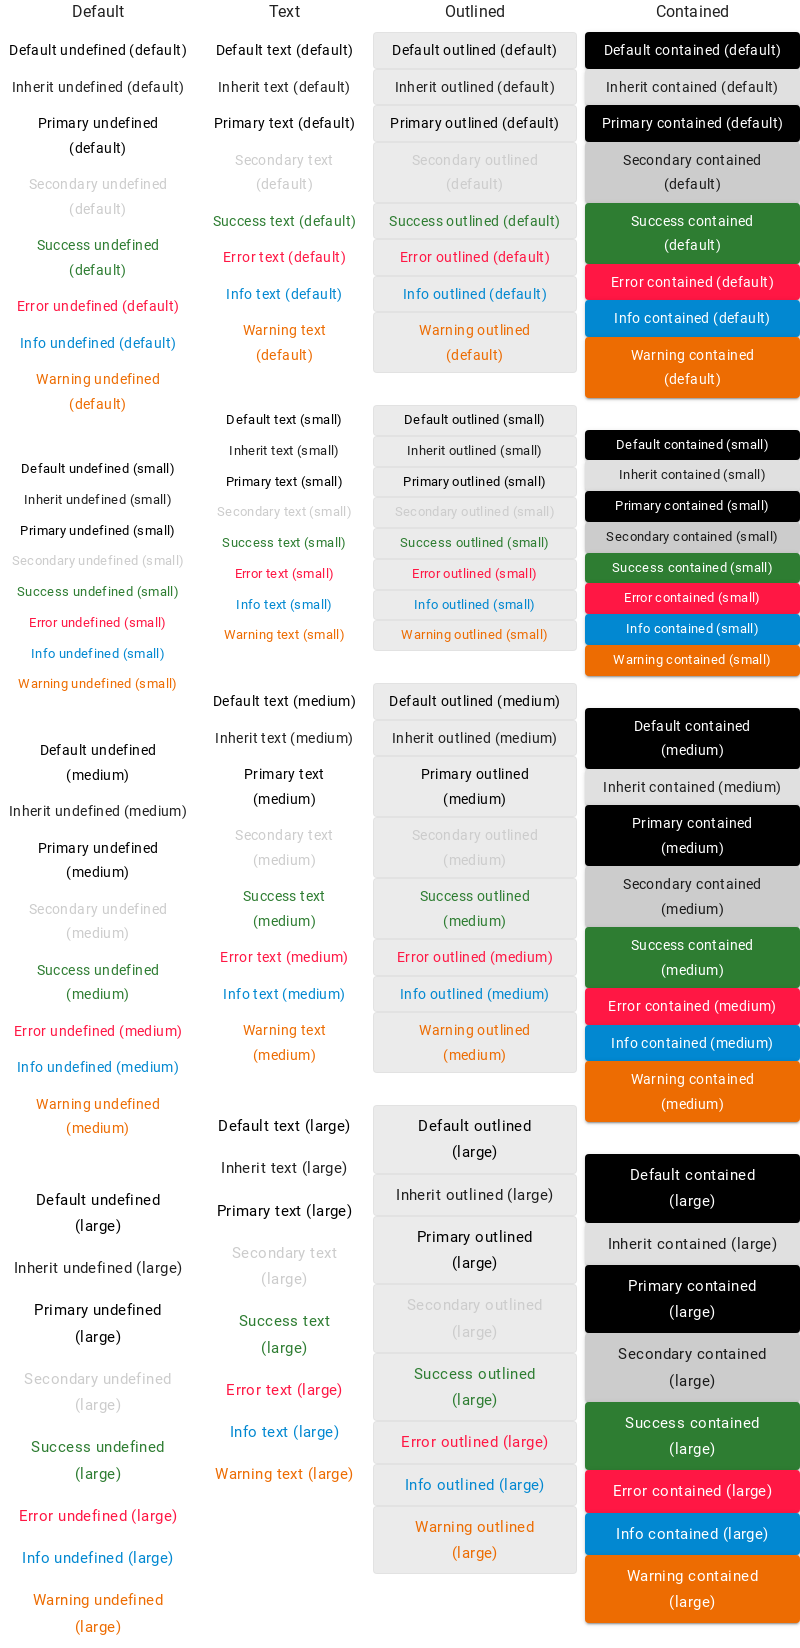 Default
Default undefined (default)
Inherit undefined (default)
Primary undefined
(default)
Secondary undefined
(default)
Success undefined
(default)
Error undefined (default)
Info undefined (default)
Warning undefined
(default)
Default undefined (small)
Inherit undefined (small)
Primary undefined (small)
Secondary undefined (small)
Success undefined (small)
Error undefined (small)
Info undefined (small)
Warning undefined (small)
Default undefined
(medium)
Inherit undefined (medium)
Primary undefined
(medium)
Secondary undefined
(medium)
Success undefined
(medium)
Error undefined (medium)
Info undefined (medium)
Warning undefined
(medium)
Default undefined
(large)
Inherit undefined (large)
Primary undefined
(large)
Secondary undefined
(large)
Success undefined
(large)
Error undefined (large)
Info undefined (large)
Warning undefined
(large)
Text
Default text (default)
Inherit text (default)
Primary text (default)
Secondary text
(default)
Success text (default)
Error text (default)
Info text (default)
Warning text
(default)
Default text (small)
Inherit text (small)
Primary text (small)
Secondary text (small)
Success text (small)
Error text (small)
Info text (small)
Warning text (small)
Default text (medium)
Inherit text (medium)
Primary text
(medium)
Secondary text
(medium)
Success text
(medium)
Error text (medium)
Info text (medium)
Warning text
(medium)
Default text (large)
Inherit text (large)
Primary text (large)
Secondary text
(large)
Success text
(large)
Error text (large)
Info text (large)
Warning text (large)
Outlined
Default outlined (default)
Inherit outlined (default)
Primary outlined (default)
Secondary outlined
(default)
Success outlined (default)
Error outlined (default)
Info outlined (default)
Warning outlined
(default)
Default outlined (small)
Inherit outlined (small)
Primary outlined (small)
Secondary outlined (small)
Success outlined (small)
Error outlined (small)
Info outlined (small)
Warning outlined (small)
Default outlined (medium)
Inherit outlined (medium)
Primary outlined
(medium)
Secondary outlined
(medium)
Success outlined
(medium)
Error outlined (medium)
Info outlined (medium)
Warning outlined
(medium)
Default outlined
(large)
Inherit outlined (large)
Primary outlined
(large)
Secondary outlined
(large)
Success outlined
(large)
Error outlined (large)
Info outlined (large)
Warning outlined
(large)
Contained
Default contained (default)
Inherit contained (default)
Primary contained (default)
Secondary contained
(default)
Success contained
(default)
Error contained (default)
Info contained (default)
Warning contained
(default)
Default contained (small)
Inherit contained (small)
Primary contained (small)
Secondary contained (small)
Success contained (small)
Error contained (small)
Info contained (small)
Warning contained (small)
Default contained
(medium)
Inherit contained (medium)
Primary contained
(medium)
Secondary contained
(medium)
Success contained
(medium)
Error contained (medium)
Info contained (medium)
Warning contained
(medium)
Default contained
(large)
Inherit contained (large)
Primary contained
(large)
Secondary contained
(large)
Success contained
(large)
Error contained (large)
Info contained (large)
Warning contained
(large)